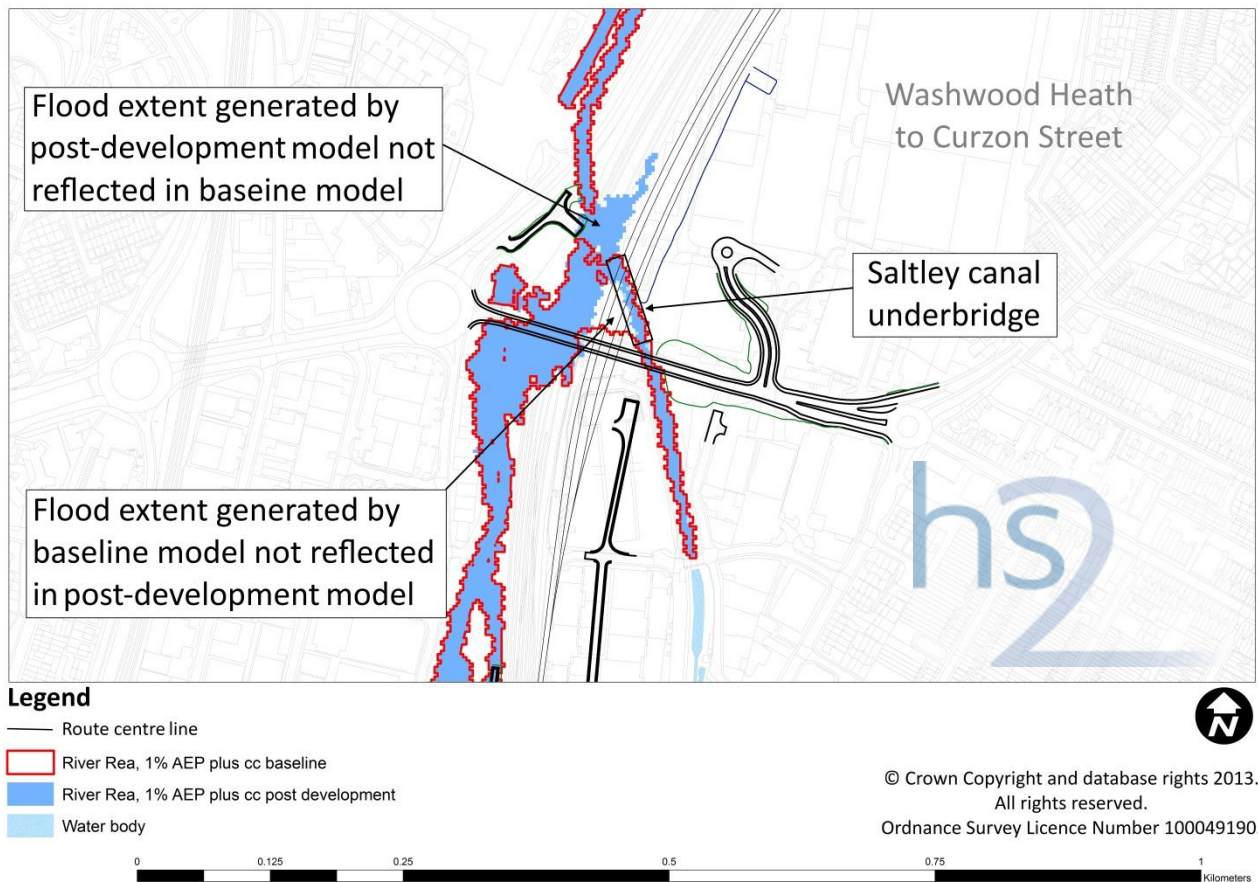 Flood extent generated by
post-development model not
reflected in baseine model
Washwood Heath
to Curzon Street
Saltley canal
underbridge
Flood extent generated by
baseline model not reflected
in post-development model
hs2
Legend
Route centre line
River Rea, 1% AEP plus cc baseline
River Rea, 1% AEP plus cc post development
Water body
N
© Crown Copyright and database rights 2013.
All rights reserved.
Ordnance Survey Licence Number 100049190
0 0.125 0.25 0.5 0.75 1
Kilometers